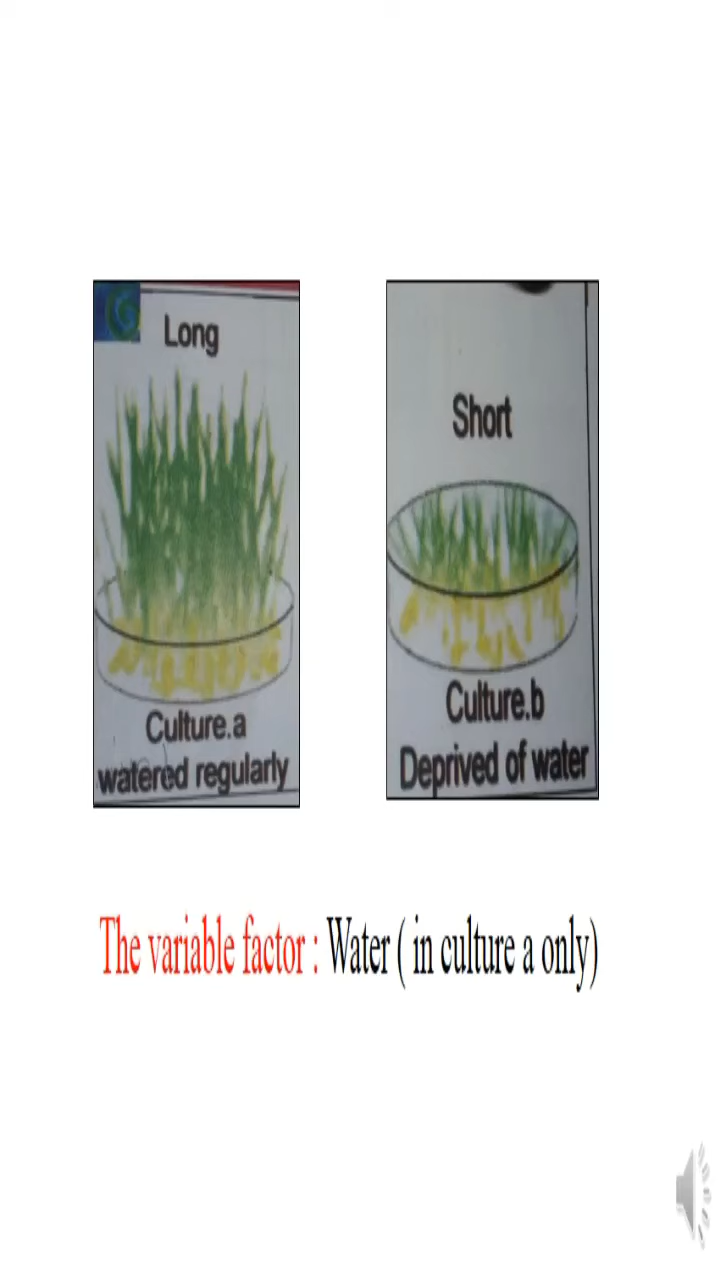 Long
Culture.a
watered regularly
Short
Culture.b
Deprived of water
The variable factor : Water ( in culture a only)